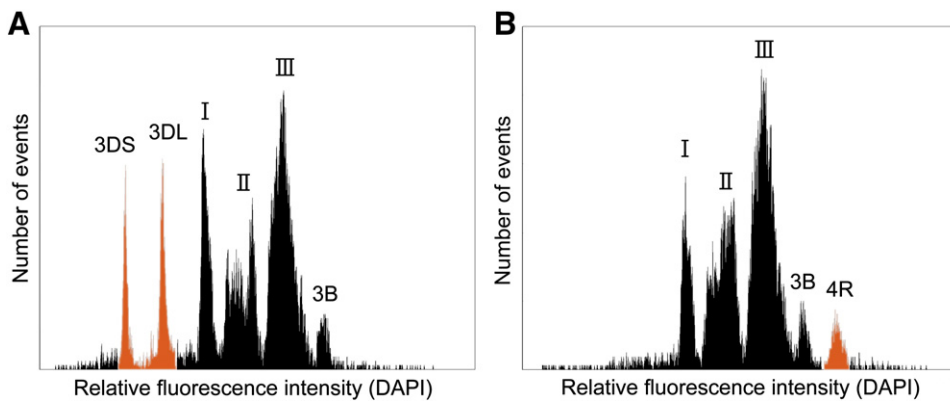 A
B
Number of events
3DS
3DL
Ⅰ
Ⅱ
Ⅲ
3B
Relative fluorescence intensity (DAPI)
Number of events
Ⅰ
Ⅱ
Ⅲ
3B
4R
Relative fluorescence intensity (DAPI)